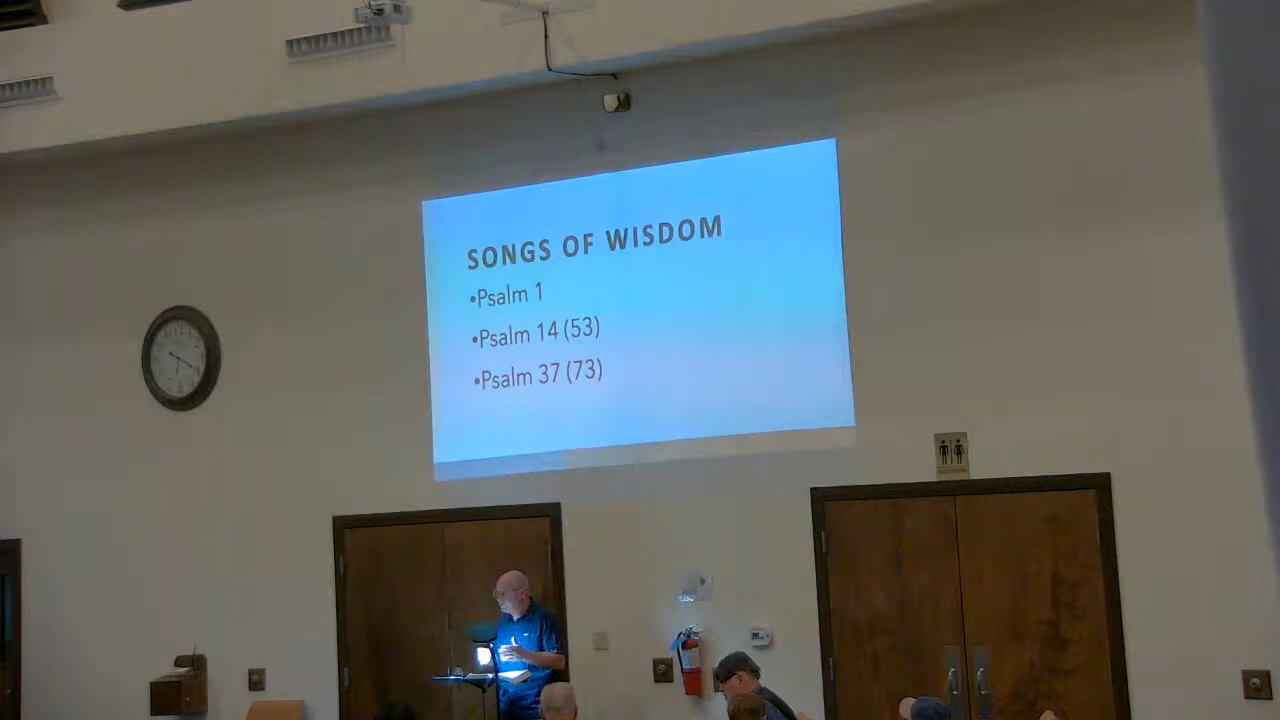 SONGS OF WISDOM
•Psalm 1
•Psalm 14 (53)
•Psalm 37 (73)